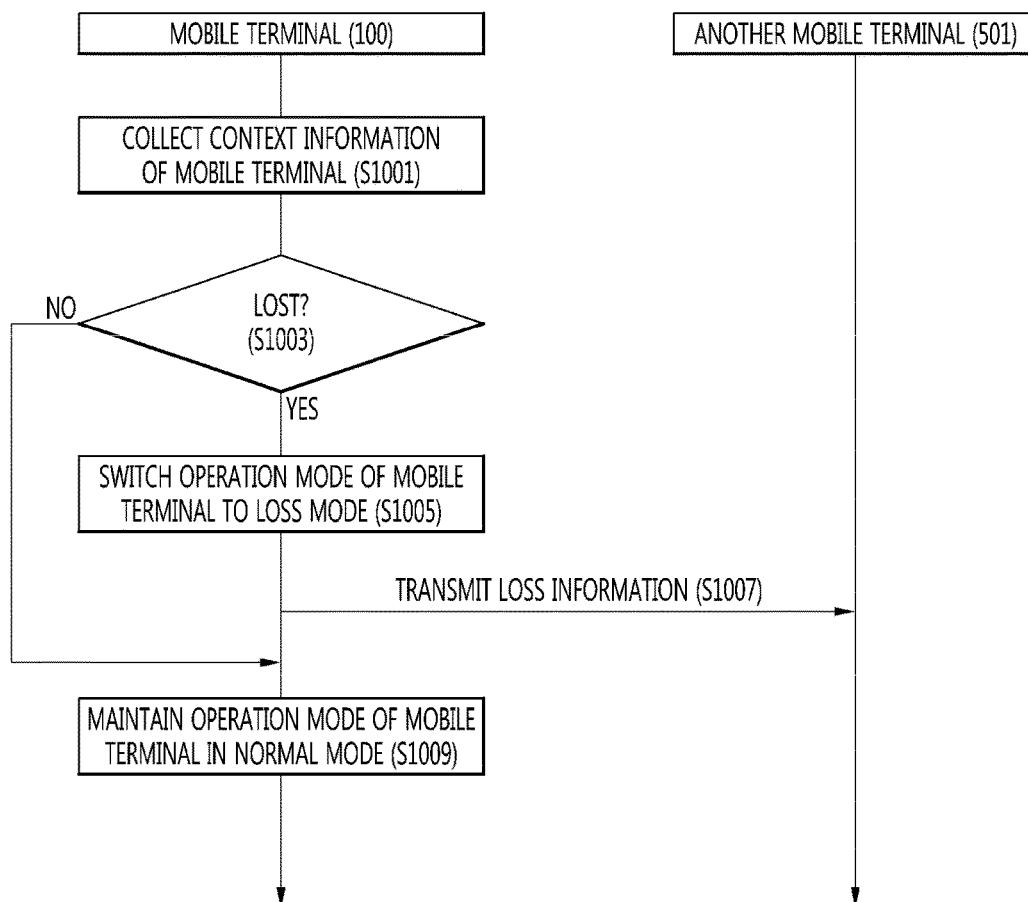 MOBILE TERMINAL (100)
ANOTHER MOBILE TERMINAL (501)
COLLECT CONTEXT INFORMATION
OF MOBILE TERMINAL (S1001)
LOST?
(S1003)
NO
YES
SWITCH OPERATION MODE OF MOBILE
TERMINAL TO LOSS MODE (S1005)
TRANSMIT LOSS INFORMATION (S1007)
MAINTAIN OPERATION MODE OF MOBILE
TERMINAL IN NORMAL MODE (S1009)